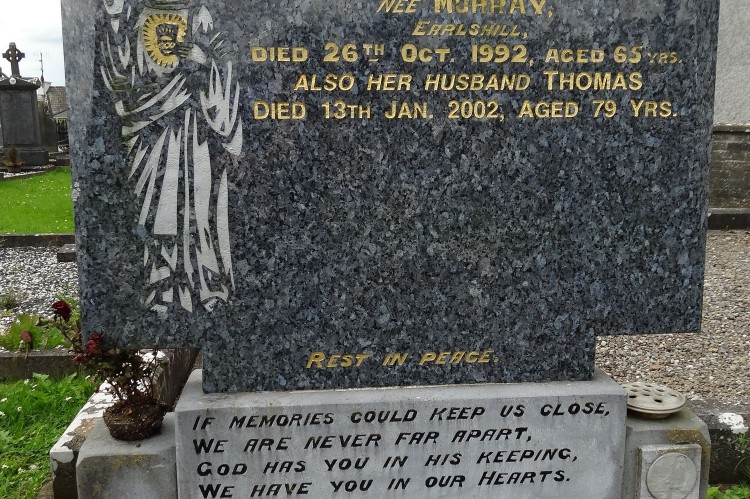 NÉE MURRAY,
EARLSHILL,
DIED 26TH OCT. 1992, AGED 65 YRS.
ALSO HER HUSBAND THOMAS
DIED 13TH JAN. 2002, AGED 79 YRS.
REST IN PEACE.
IF MEMORIES COULD KEEP US CLOSE,
WE ARE NEVER FAR APART,
GOD HAS YOU IN HIS KEEPING,
WE HAVE YOU IN OUR HEARTS.